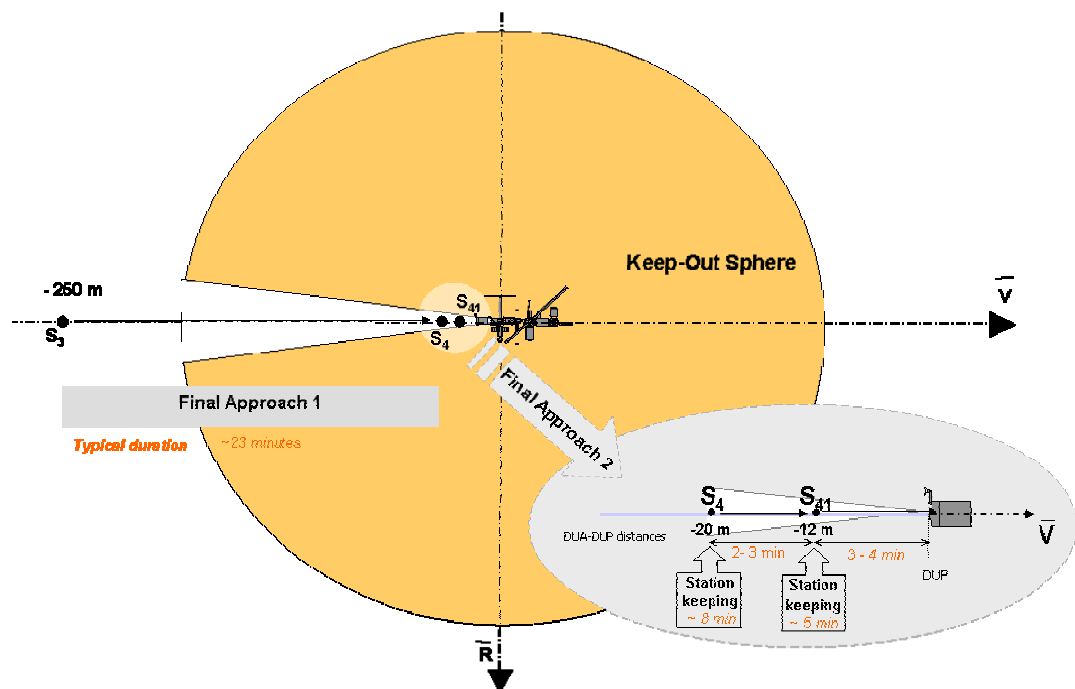 Keep-Out Sphere
V
- 250 m
S3
S41
S4
Final Approach 1
Typical duration ~23 minutes
Final Approach 2
S4
S41
-20 m
-12 m
DUA-DUP distances
V
2- 3 min
3 - 4 min
DUP
Station
keeping
~ 8 min
Station
keeping
~ 5 min
R